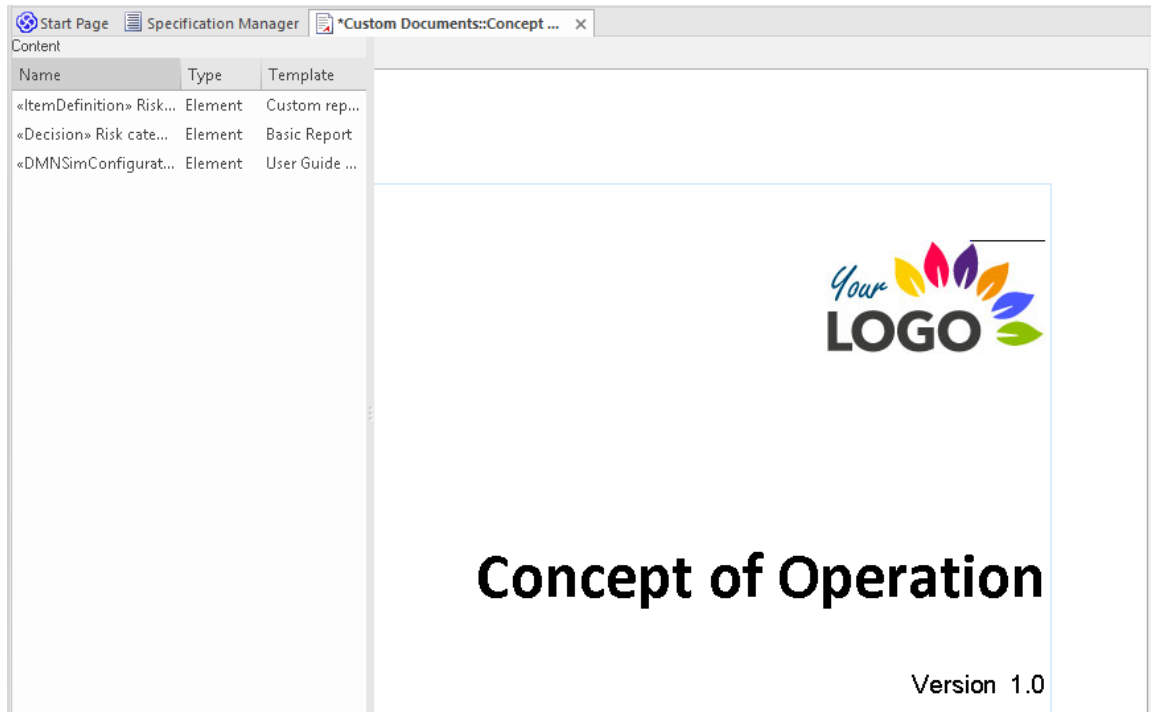 Start Page Specification Manager *Custom Documents::Concept ... ×
Content
Name Type Template
«ItemDefinition» Risk... Element Custom rep...
«Decision» Risk cate... Element Basic Report
«DMNSimConfigurat... Element User Guide ...
Your
LOGO
Concept of Operation
Version 1.0